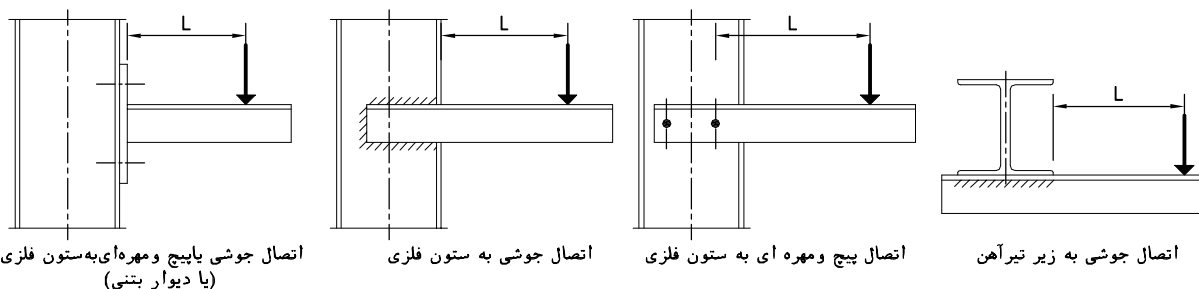 L
L
L
L
اتصال جوشی یاپیچ ومهره‌ای‌به‌ستون فلزی
(یا دیوار بتنی)
اتصال جوشی به ستون فلزی
اتصال پیچ ومهره ای به ستون فلزی
اتصال جوشی به زیر تیرآهن